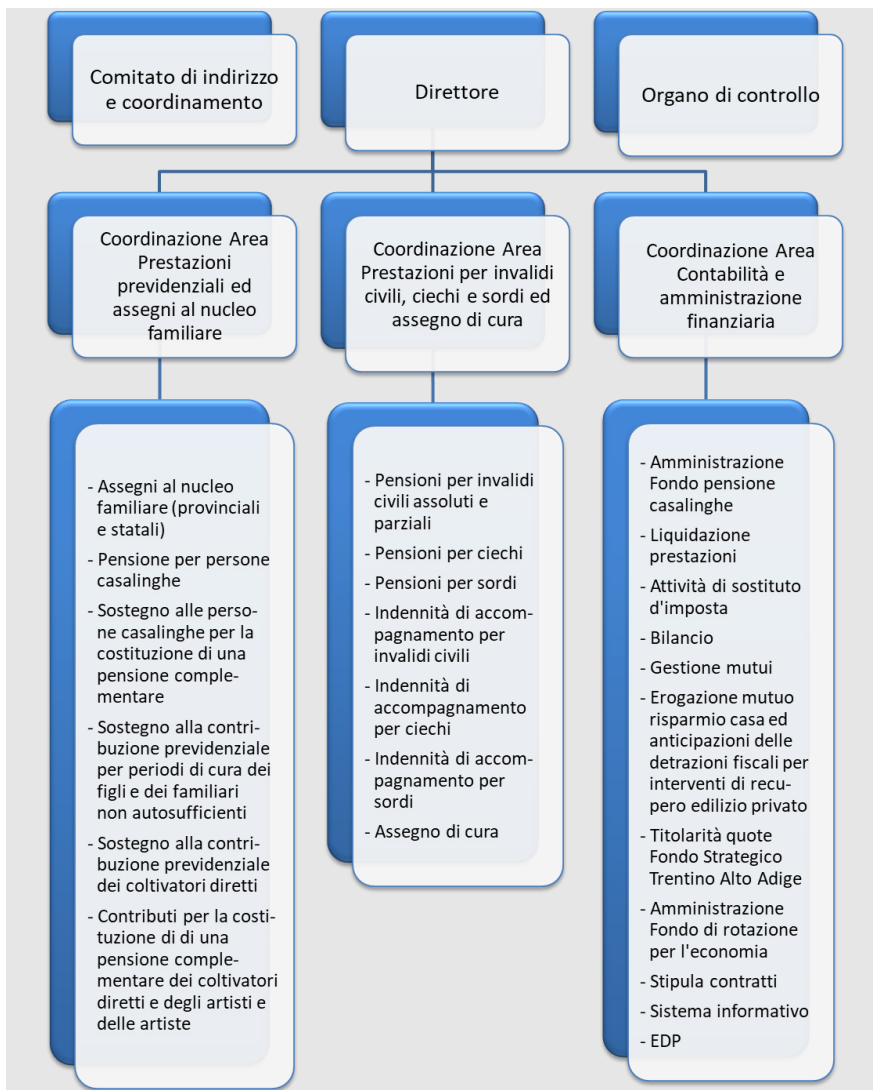 Comitato di indirizzo
e coordinamento
Direttore
Organo di controllo
Coordinazione Area
Prestazioni
previdenziali ed
assegni al nucleo
familiare
Coordinazione Area
Prestazioni per invalidi
civili, ciechi e sordi ed
assegno di cura
Coordinazione Area
Contabilità e
amministrazione
finanziaria
- Assegni al nucleo
familiare (provinciali
e statali)
- Pensione per persone
casalinghe
- Sostegno alle perso-
ne casalinghe per la
costituzione di una
pensione comple-
mentare
- Sostegno alla contri-
buzione previdenziale
per periodi di cura dei
figli e dei familiari
non autosufficienti
- Sostegno alla contri-
buzione previdenziale
dei coltivatori diretti
- Contributi per la costi-
tuzione di di una
pensione comple-
mentare dei coltivatori
diretti e degli artisti e
delle artiste
- Pensioni per invalidi
civili assoluti e
parziali
- Pensioni per ciechi
- Pensioni per sordi
- Indennità di accom-
pagnamento per
invalidi civili
- Indennità di
accompagnamento
per ciechi
- Indennità di accom-
pagnamento per
sordi
- Assegno di cura
- Amministrazione
Fondo pensione
casalinghe
- Liquidazione
prestazioni
- Attività di sostituto
d'imposta
- Bilancio
- Gestione mutui
- Erogazione mutuo
risparmio casa ed
anticipazioni delle
detrazioni fiscali per
interventi di recu-
pero edilizio privato
- Titolarità quote
Fondo Strategico
Trentino Alto Adige
- Amministrazione
Fondo di rotazione
per l'economia
- Stipula contratti
- Sistema informativo
- EDP